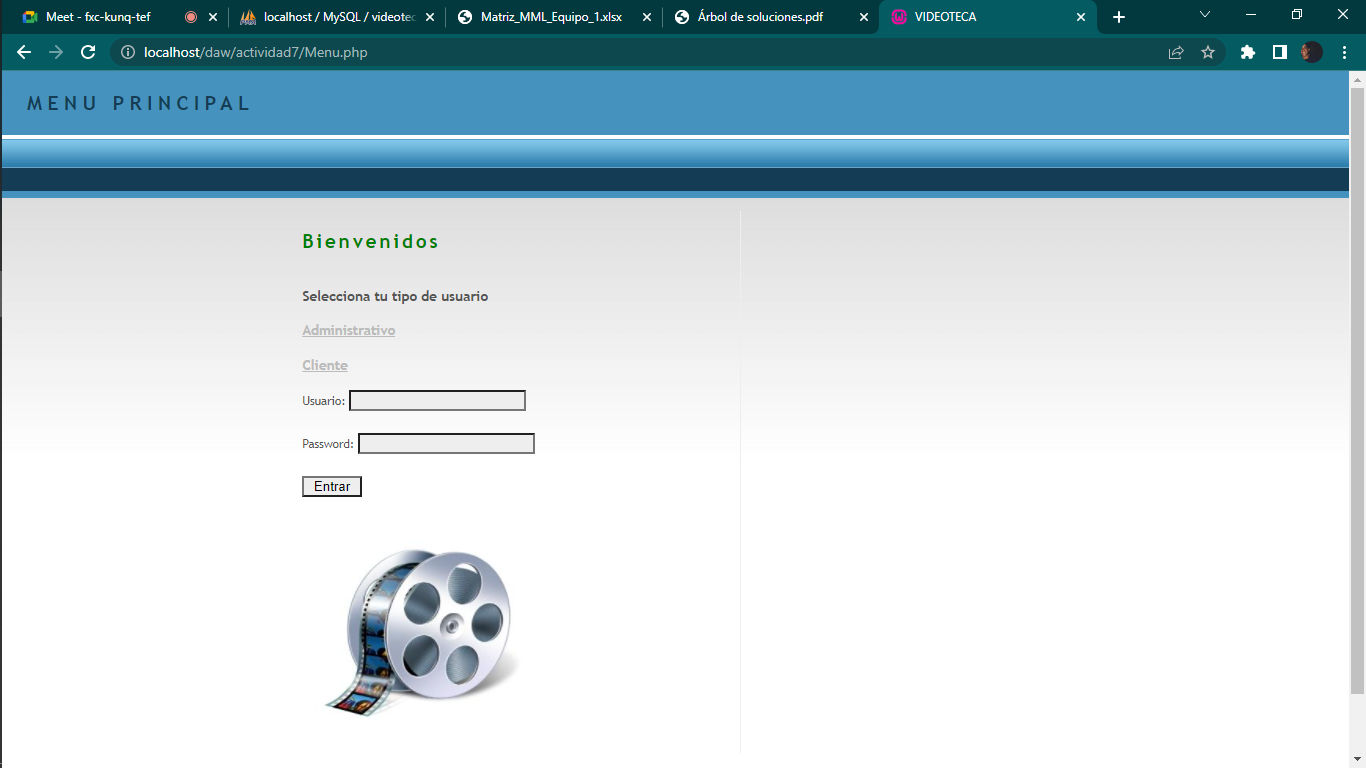 Meet - fxc-kunq-tef
localhost / MySQL / videotec
Matriz_MML_Equipo_1.xlsx
Árbol de soluciones.pdf
VIDEOTECA
localhost/daw/actividad7/Menu.php
MENU PRINCIPAL
Bienvenidos
Selecciona tu tipo de usuario
Administrativo
Cliente
Usuario:
Password:
Entrar